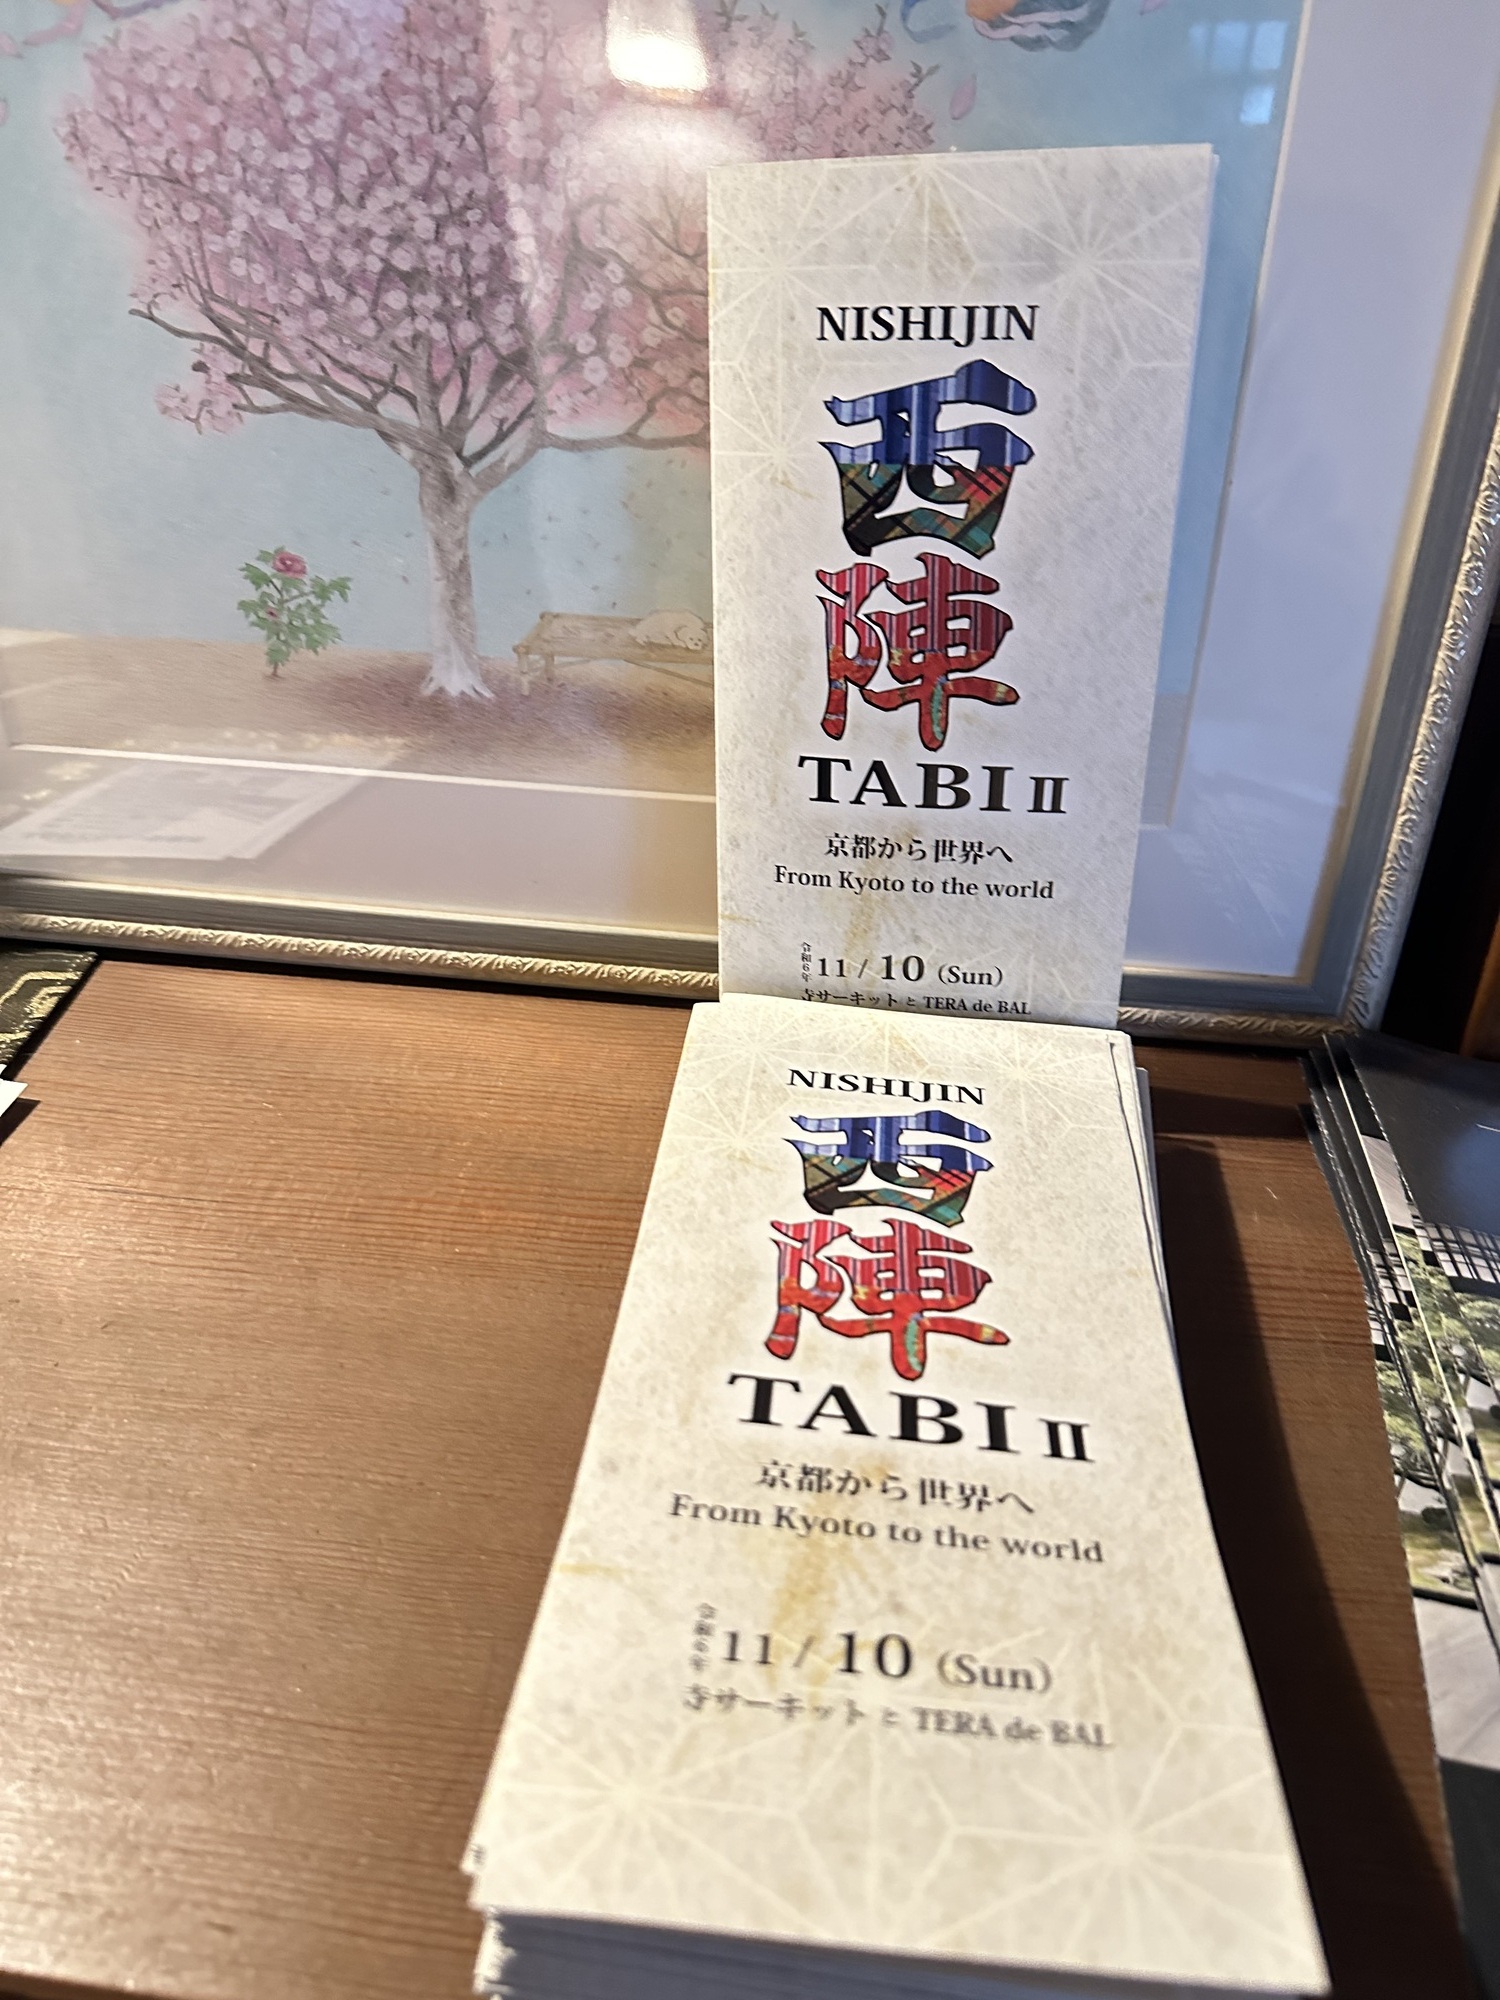 NISHIJIN
西
陣
TABI II
京都から世界へ
From Kyoto to the world
令和6年 11 / 10 (Sun)
寺サーキット と TERA de BAL
NISHIJIN
西
陣
TABI II
京都から世界へ
From Kyoto to the world
令和6年 11 / 10 (Sun)
寺サーキット と TERA de BAL